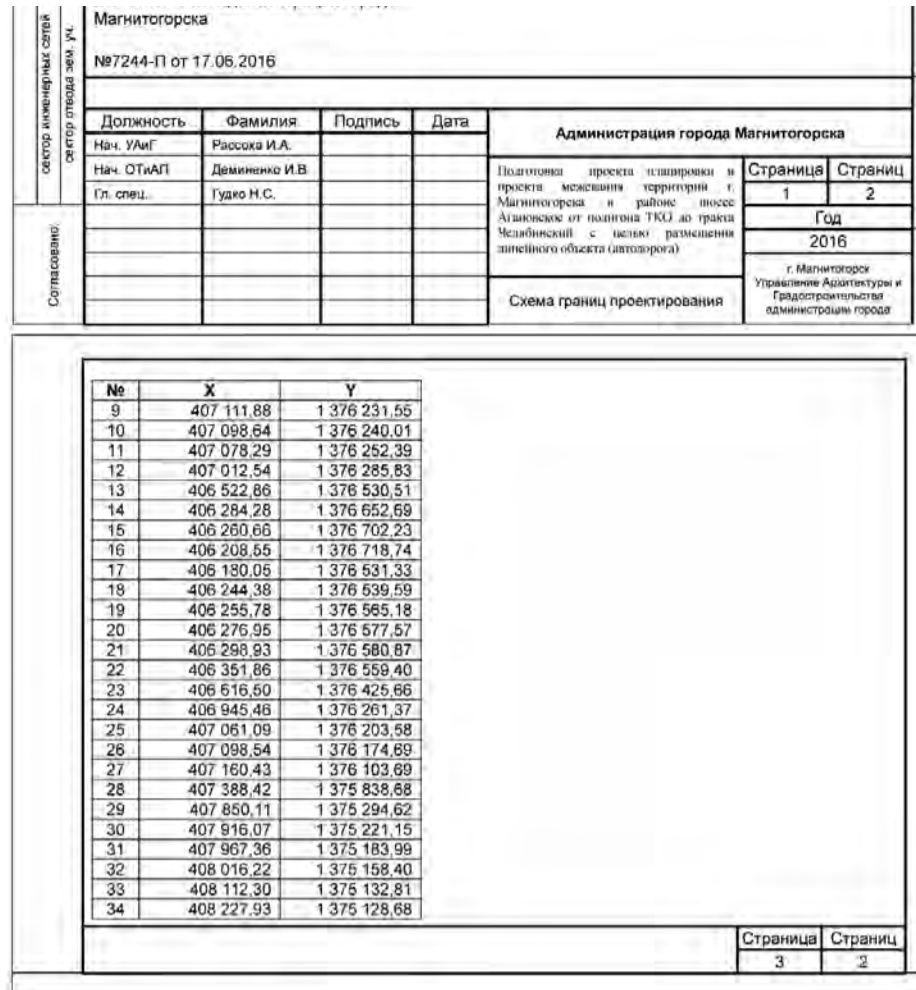 Магнитогорска
№7244-П от 17.06.2016
сектор инженерных сетей
сектор отвода зем. уч.
Согласовано:
Должность Фамилия Подпись Дата
Нач. УАиГ Рассоха И.А.
Нач. ОТиАП Деминенко И.В.
Гл. спец. Гудко Н.С.
Администрация города Магнитогорска
Подготовка проекта планировки и
проекта межевания территории г.
Магнитогорска в районе шоссе
Агаповское от полигона ТКО до тракта
Челябинский с целью размещения
линейного объекта (автодорога)
Страница Страниц
1 2
Год
2016
Схема границ проектирования
г. Магнитогорск
Управление Архитектуры и
Градостроительства
администрации города
№ X Y
9 407 111,88 1 376 231,55
10 407 098,64 1 376 240,01
11 407 078,29 1 376 252,39
12 407 012,54 1 376 285,83
13 406 522,86 1 376 530,51
14 406 284,28 1 376 652,69
15 406 260,66 1 376 702,23
16 406 208,55 1 376 718,74
17 406 180,05 1 376 531,33
18 406 244,38 1 376 539,59
19 406 255,78 1 376 565,18
20 406 276,95 1 376 577,57
21 406 298,93 1 376 580,87
22 406 351,86 1 376 559,40
23 406 616,50 1 376 425,66
24 406 945,46 1 376 261,37
25 407 061,09 1 376 203,58
26 407 098,54 1 376 174,69
27 407 160,43 1 376 103,69
28 407 388,42 1 375 838,68
29 407 850,11 1 375 294,62
30 407 916,07 1 375 221,15
31 407 967,36 1 375 183,99
32 408 016,22 1 375 158,40
33 408 112,30 1 375 132,81
34 408 227,93 1 375 128,68
Страница Страниц
3 2